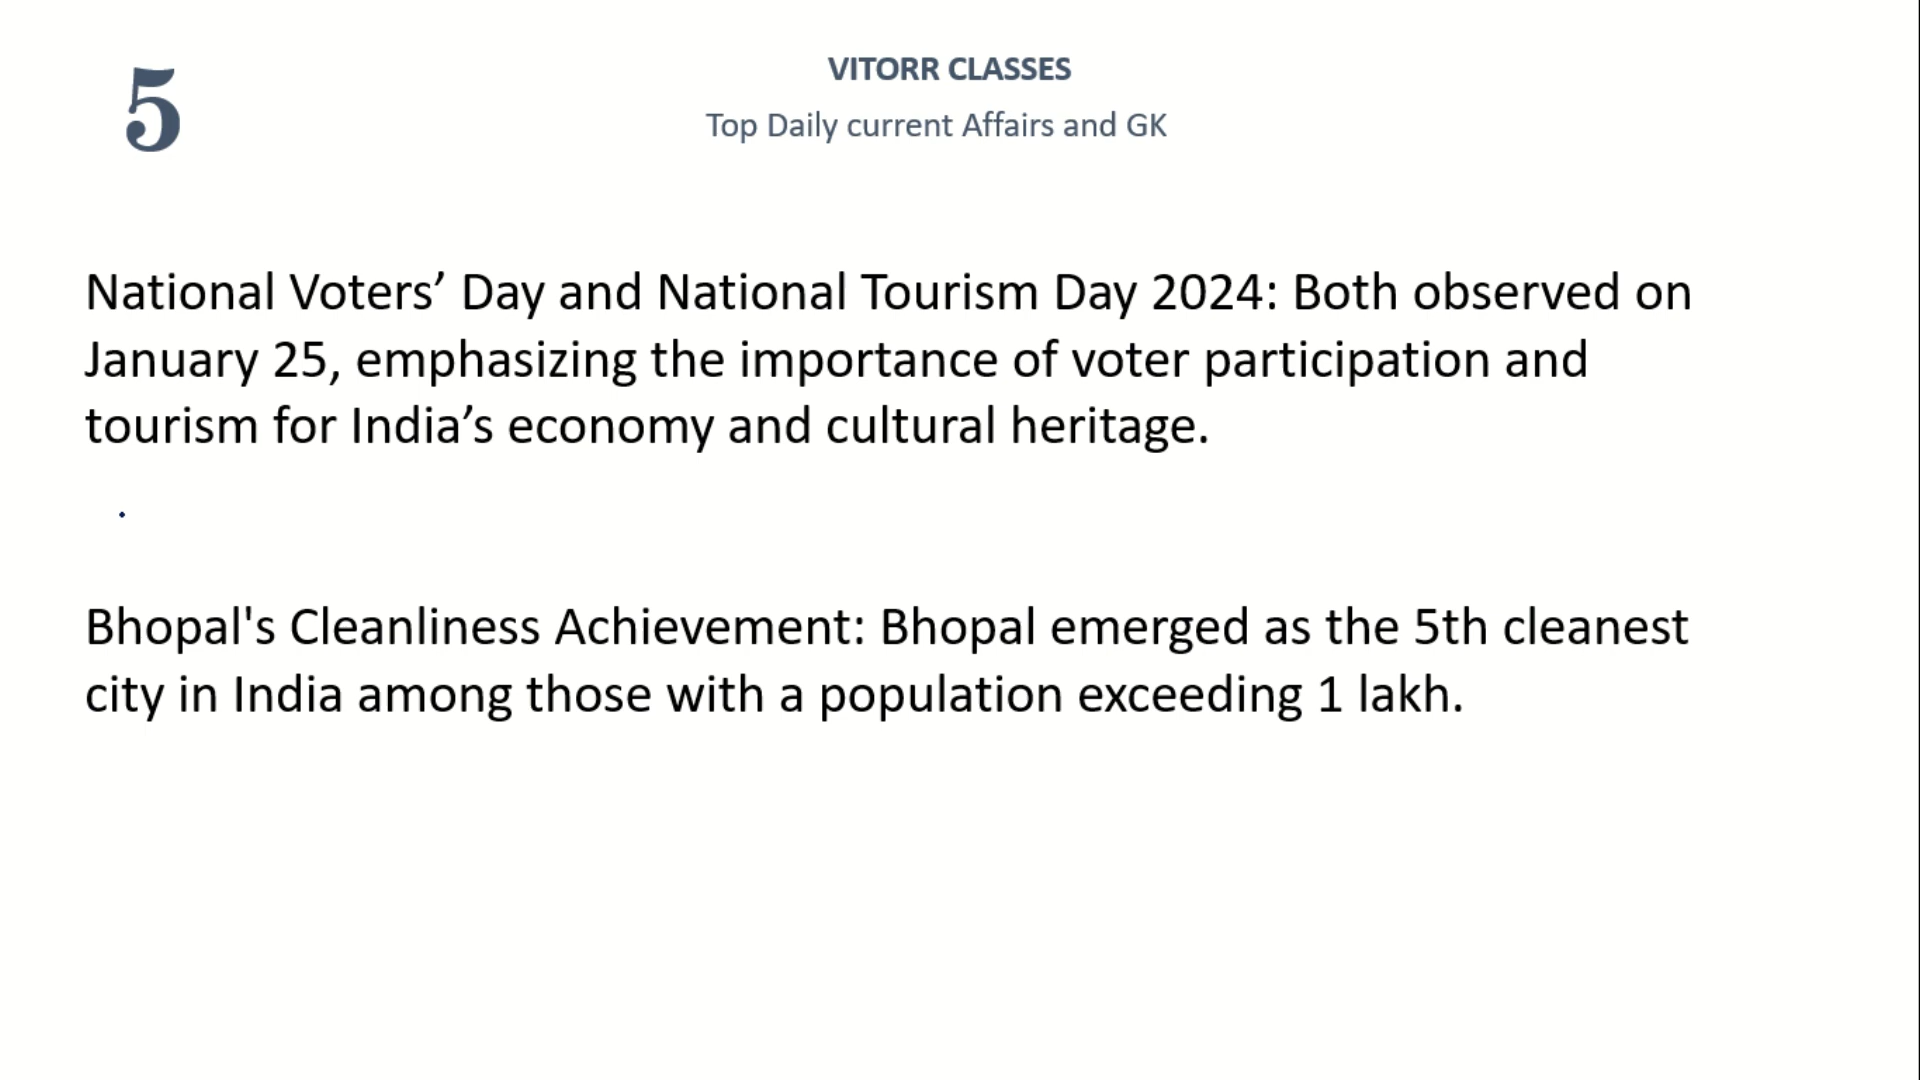 5
VITORR CLASSES
Top Daily current Affairs and GK
National Voters’ Day and National Tourism Day 2024: Both observed on
January 25, emphasizing the importance of voter participation and
tourism for India’s economy and cultural heritage.
.
Bhopal's Cleanliness Achievement: Bhopal emerged as the 5th cleanest
city in India among those with a population exceeding 1 lakh.